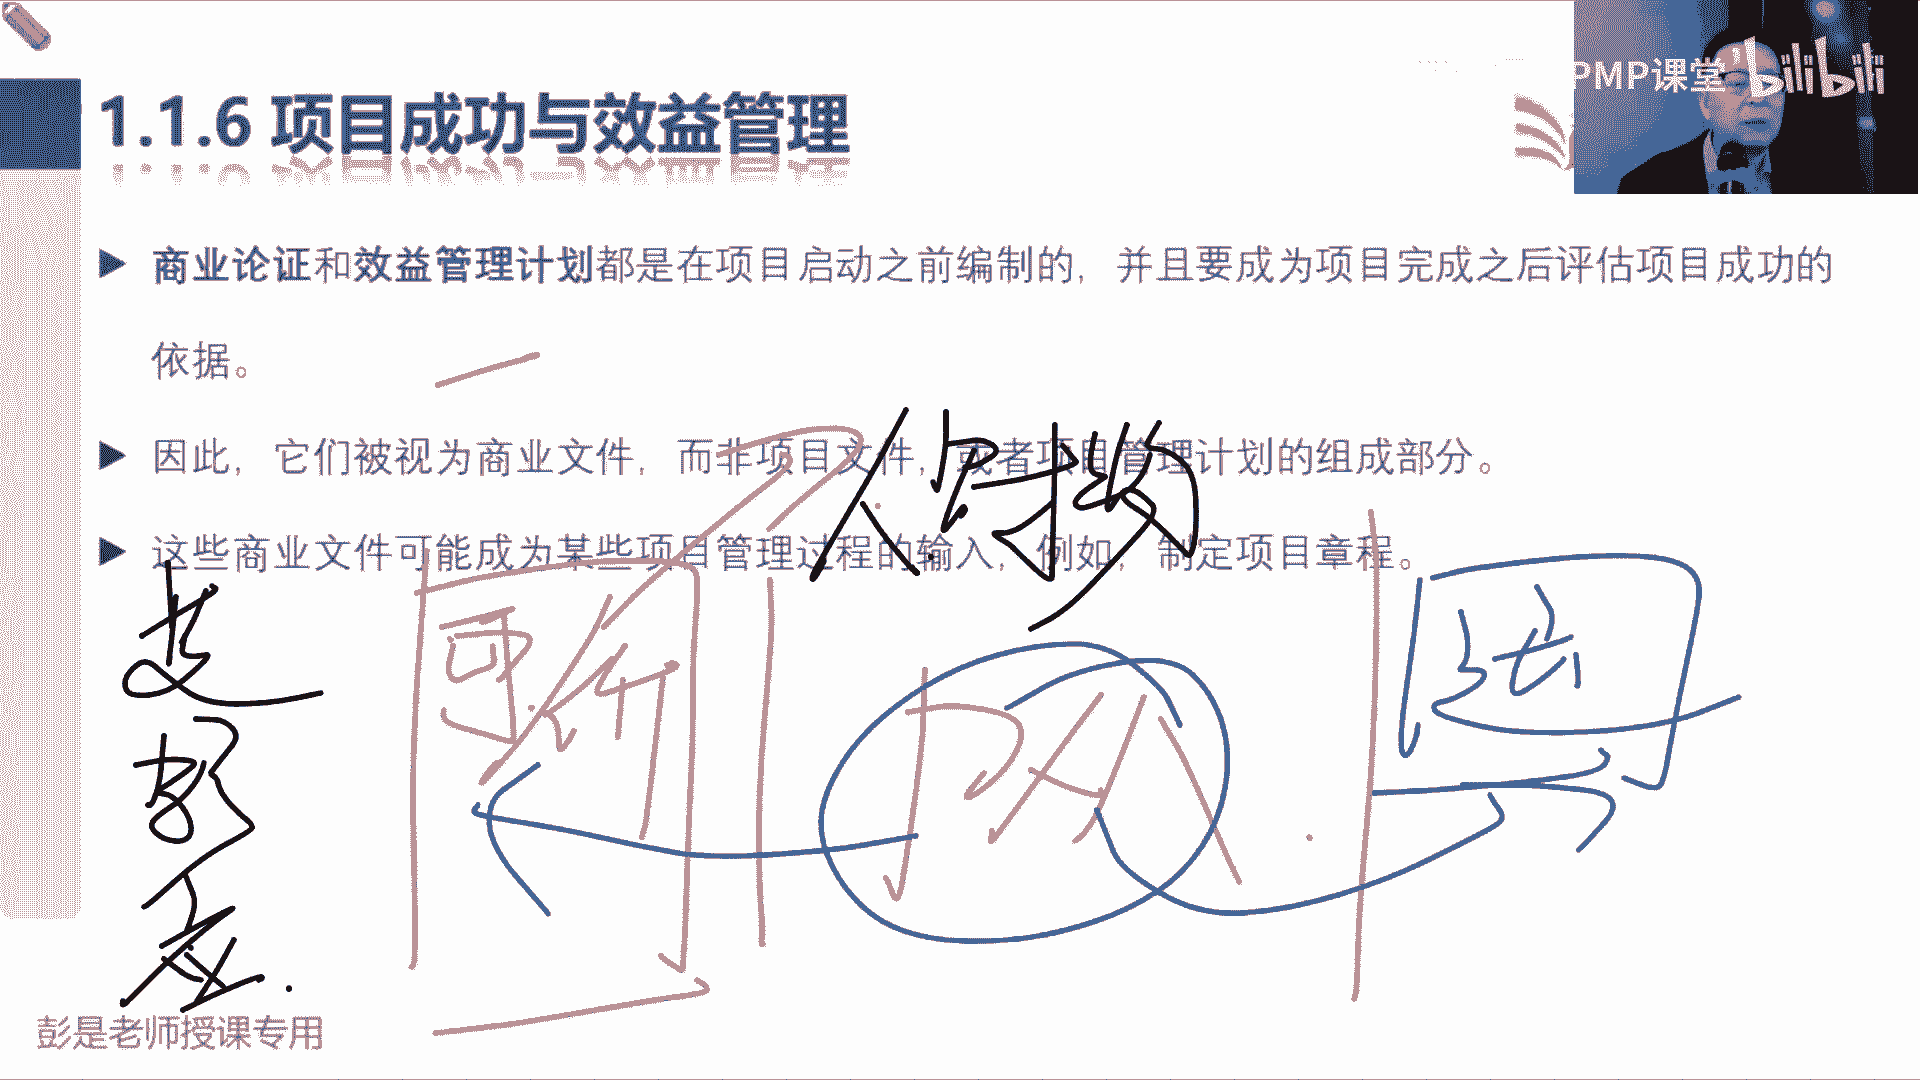 PMP课堂 bilibili
1.1.6 项目成功与效益管理
商业论证和效益管理计划都是在项目启动之前编制的，并且要成为项目完成之后评估项目成功的
依据。
因此，它们被视为商业文件，而非项目文件，或者项目管理计划的组成部分。
这些商业文件可能成为某些项目管理过程的输入，例如，制定项目章程。
人财物
可行
彭是老师授课专用